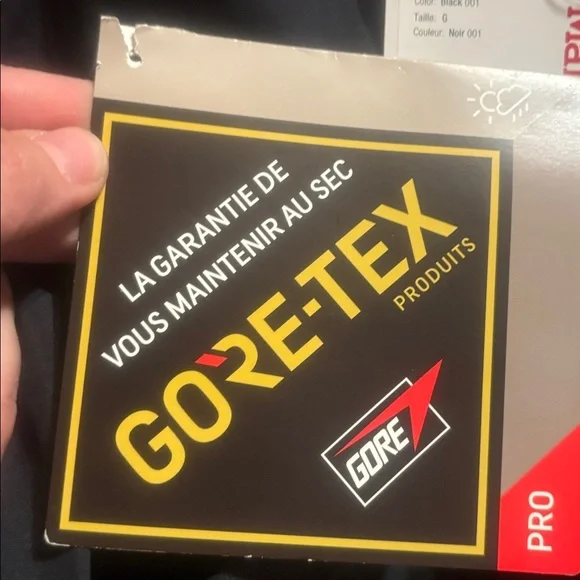 Color: Black 001
Taille: G
Couleur: Noir 001
LA GARANTIE DE
VOUS MAINTENIR AU SEC
GORE-TEX
PRODUITS
GORE
PRO